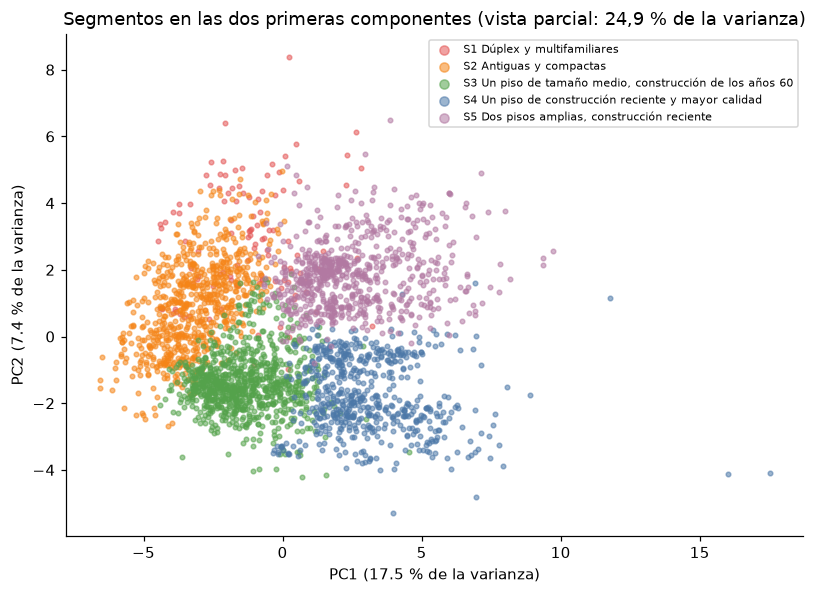 Segmentos en las dos primeras componentes (vista parcial: 24,9 % de la varianza)
S1 Dúplex y multifamiliares
S2 Antiguas y compactas
S3 Un piso de tamaño medio, construcción de los años 60
S4 Un piso de construcción reciente y mayor calidad
S5 Dos pisos amplias, construcción reciente
PC2 (7.4 % de la varianza)
8
6
4
2
0
−2
−4
−5
0
5
10
15
PC1 (17.5 % de la varianza)